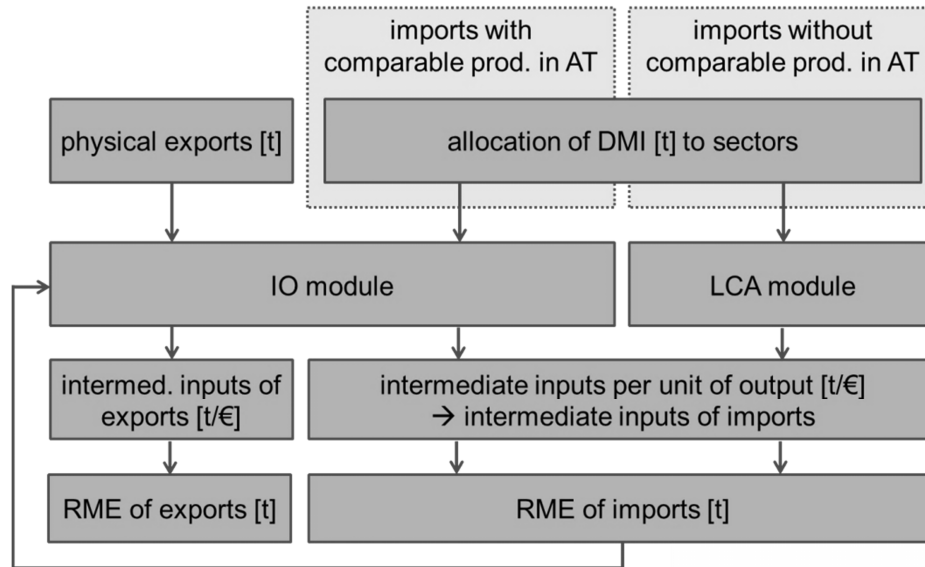 imports with
comparable prod. in AT
imports without
comparable prod. in AT
physical exports [t]
allocation of DMI [t] to sectors
IO module
LCA module
intermed. inputs of
exports [t/€]
intermediate inputs per unit of output [t/€]
→ intermediate inputs of imports
RME of exports [t]
RME of imports [t]